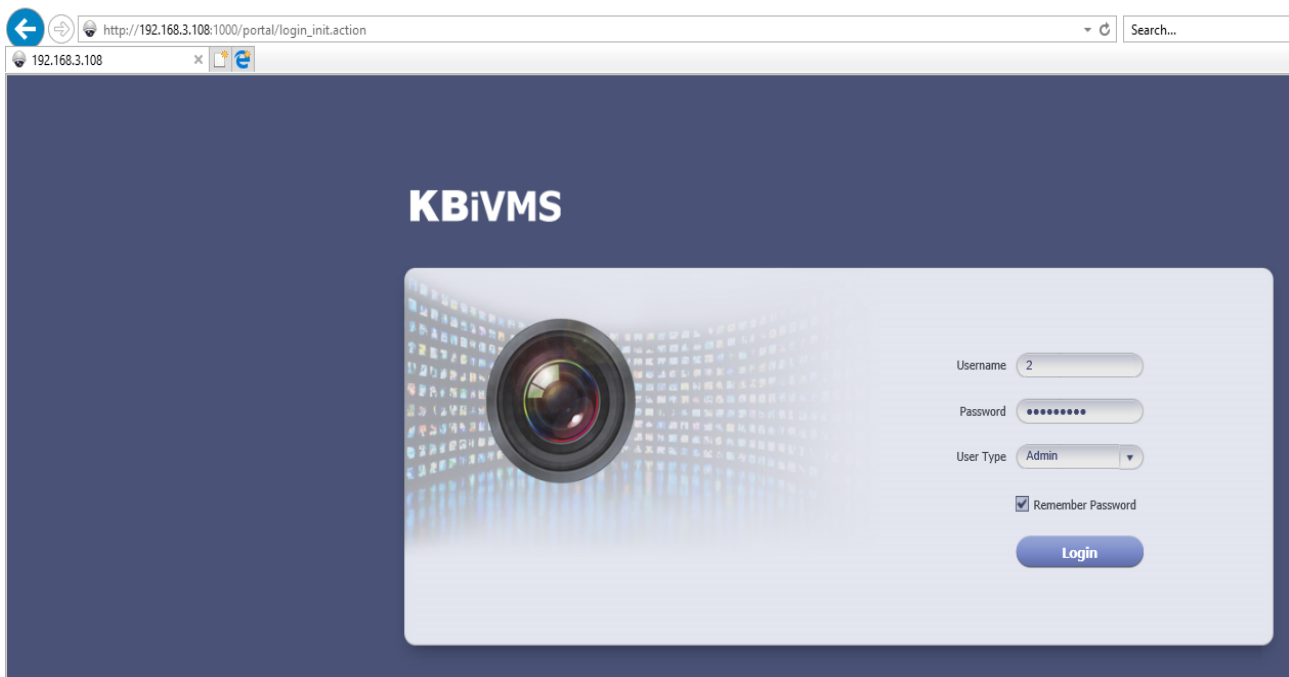 http://192.168.3.108:1000/portal/login_init.action
Search...
192.168.3.108
KBiVMS
Username 2
Password •••••••••
User Type Admin
Remember Password
Login